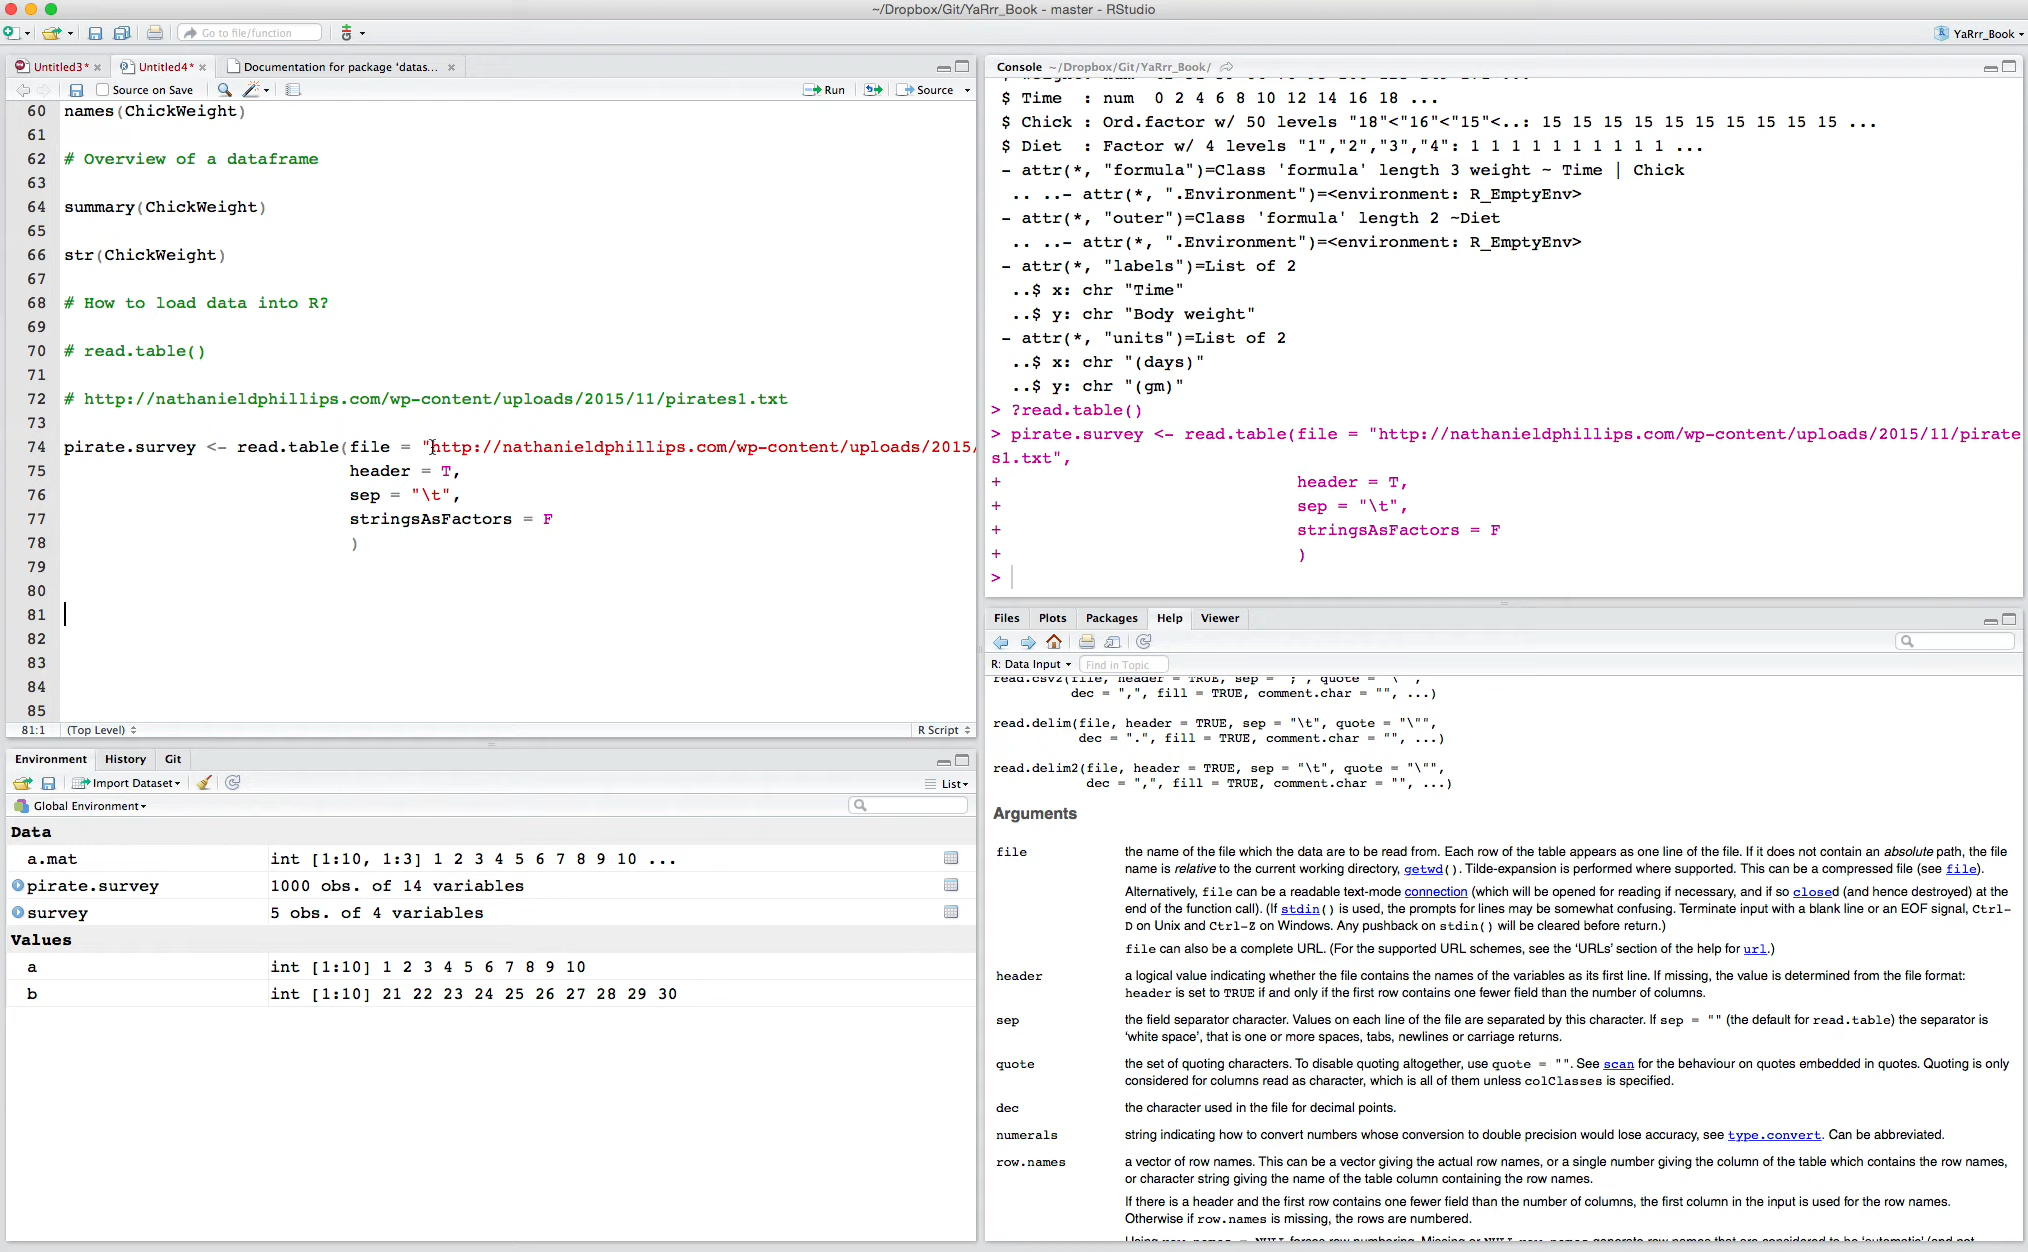 ~/Dropbox/Git/YaRrr_Book - master - RStudio
Go to file/function
YaRrr_Book
Untitled3*
Untitled4*
Documentation for package 'datas...
Source on Save
Run
Source
60 names(ChickWeight)
61
62 # Overview of a dataframe
63
64 summary(ChickWeight)
65
66 str(ChickWeight)
67
68 # How to load data into R?
69
70 # read.table()
71
72 # http://nathanieldphillips.com/wp-content/uploads/2015/11/pirates1.txt
73
74 pirate.survey <- read.table(file = "http://nathanieldphillips.com/wp-content/uploads/2015/
75 header = T,
76 sep = "\t",
77 stringsAsFactors = F
78 )
79
80
81
82
83
84
85
81:1 (Top Level) R Script
Environment History Git
Import Dataset
List
Global Environment
Data
a.mat int [1:10, 1:3] 1 2 3 4 5 6 7 8 9 10 ...
pirate.survey 1000 obs. of 14 variables
survey 5 obs. of 4 variables
Values
a int [1:10] 1 2 3 4 5 6 7 8 9 10
b int [1:10] 21 22 23 24 25 26 27 28 29 30
Console ~/Dropbox/Git/YaRrr_Book/
$ Time : num 0 2 4 6 8 10 12 14 16 18 ...
$ Chick : Ord.factor w/ 50 levels "18"<"16"<"15"<..: 15 15 15 15 15 15 15 15 15 15 ...
$ Diet : Factor w/ 4 levels "1","2","3","4": 1 1 1 1 1 1 1 1 1 1 ...
- attr(*, "formula")=Class 'formula' length 3 weight ~ Time | Chick
.. ..- attr(*, ".Environment")=<environment: R_EmptyEnv>
- attr(*, "outer")=Class 'formula' length 2 ~Diet
.. ..- attr(*, ".Environment")=<environment: R_EmptyEnv>
- attr(*, "labels")=List of 2
..$ x: chr "Time"
..$ y: chr "Body weight"
- attr(*, "units")=List of 2
..$ x: chr "(days)"
..$ y: chr "(gm)"
> ?read.table()
> pirate.survey <- read.table(file = "http://nathanieldphillips.com/wp-content/uploads/2015/11/pirate
s1.txt",
+ header = T,
+ sep = "\t",
+ stringsAsFactors = F
+ )
>
Files Plots Packages Help Viewer
R: Data Input Find in Topic
read.csv2(file, header = TRUE, sep = ";", quote = "\"",
dec = ",", fill = TRUE, comment.char = "", ...)
read.delim(file, header = TRUE, sep = "\t", quote = "\"",
dec = ".", fill = TRUE, comment.char = "", ...)
read.delim2(file, header = TRUE, sep = "\t", quote = "\"",
dec = ",", fill = TRUE, comment.char = "", ...)
Arguments
file the name of the file which the data are to be read from. Each row of the table appears as one line of the file. If it does not contain an absolute path, the file
name is relative to the current working directory, getwd(). Tilde-expansion is performed where supported. This can be a compressed file (see file).
Alternatively, file can be a readable text-mode connection (which will be opened for reading if necessary, and if so closed (and hence destroyed) at the
end of the function call). (If stdin() is used, the prompts for lines may be somewhat confusing. Terminate input with a blank line or an EOF signal, Ctrl-
D on Unix and Ctrl-Z on Windows. Any pushback on stdin() will be cleared before return.)
file can also be a complete URL. (For the supported URL schemes, see the 'URLs' section of the help for url.)
header a logical value indicating whether the file contains the names of the variables as its first line. If missing, the value is determined from the file format:
header is set to TRUE if and only if the first row contains one fewer field than the number of columns.
sep the field separator character. Values on each line of the file are separated by this character. If sep = "" (the default for read.table) the separator is
'white space', that is one or more spaces, tabs, newlines or carriage returns.
quote the set of quoting characters. To disable quoting altogether, use quote = "". See scan for the behaviour on quotes embedded in quotes. Quoting is only
considered for columns read as character, which is all of them unless colClasses is specified.
dec the character used in the file for decimal points.
numerals string indicating how to convert numbers whose conversion to double precision would lose accuracy, see type.convert. Can be abbreviated.
row.names a vector of row names. This can be a vector giving the actual row names, or a single number giving the column of the table which contains the row names,
or character string giving the name of the table column containing the row names.
If there is a header and the first row contains one fewer field than the number of columns, the first column in the input is used for the row names.
Otherwise if row.names is missing, the rows are numbered.